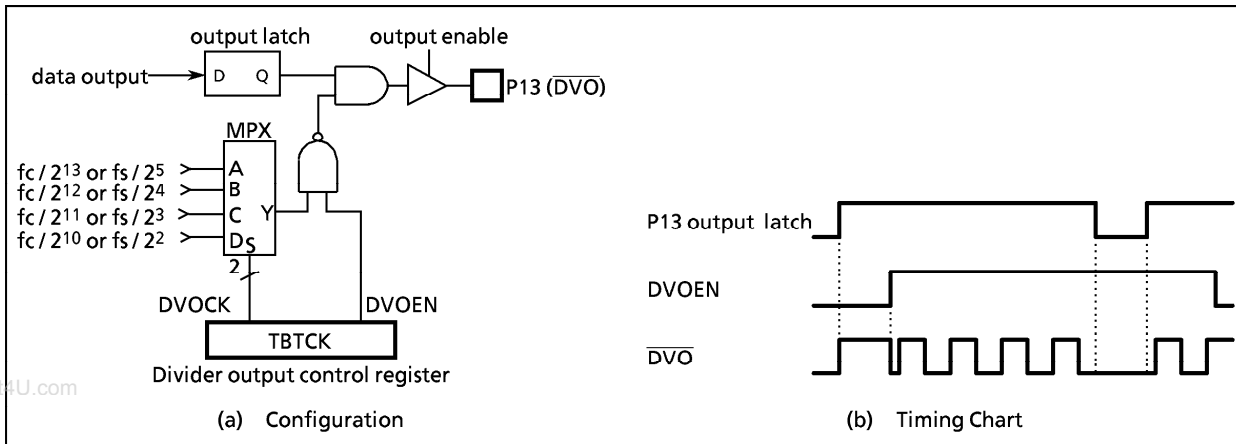 output latch
output enable
data output
D Q
P13 (DVO)
MPX
fc / 2¹³ or fs / 2⁵
A
fc / 2¹² or fs / 2⁴
B
fc / 2¹¹ or fs / 2³
C
Y
fc / 2¹⁰ or fs / 2²
D
S
2
DVOCK
DVOEN
TBTCK
Divider output control register
(a) Configuration
P13 output latch
DVOEN
DVO
(b) Timing Chart
t4U.com